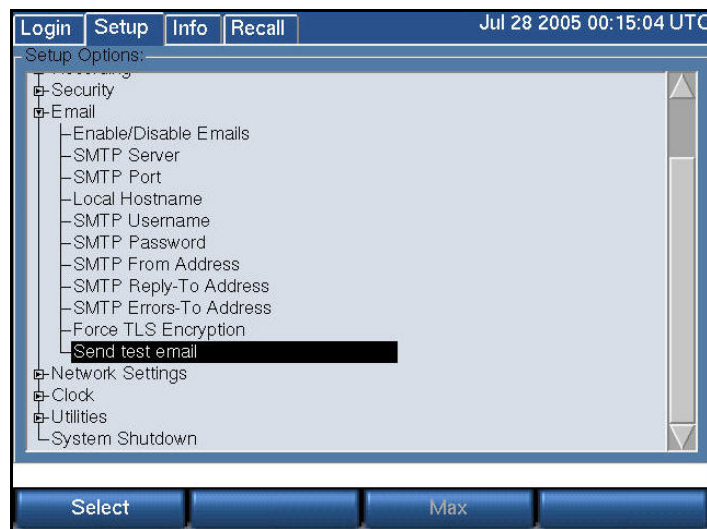 Login Setup Info Recall Jul 28 2005 00:15:04 UTC
Setup Options:
Recording
Security
Email
Enable/Disable Emails
SMTP Server
SMTP Port
Local Hostname
SMTP Username
SMTP Password
SMTP From Address
SMTP Reply-To Address
SMTP Errors-To Address
Force TLS Encryption
Send test email
Network Settings
Clock
Utilities
System Shutdown
Select Max